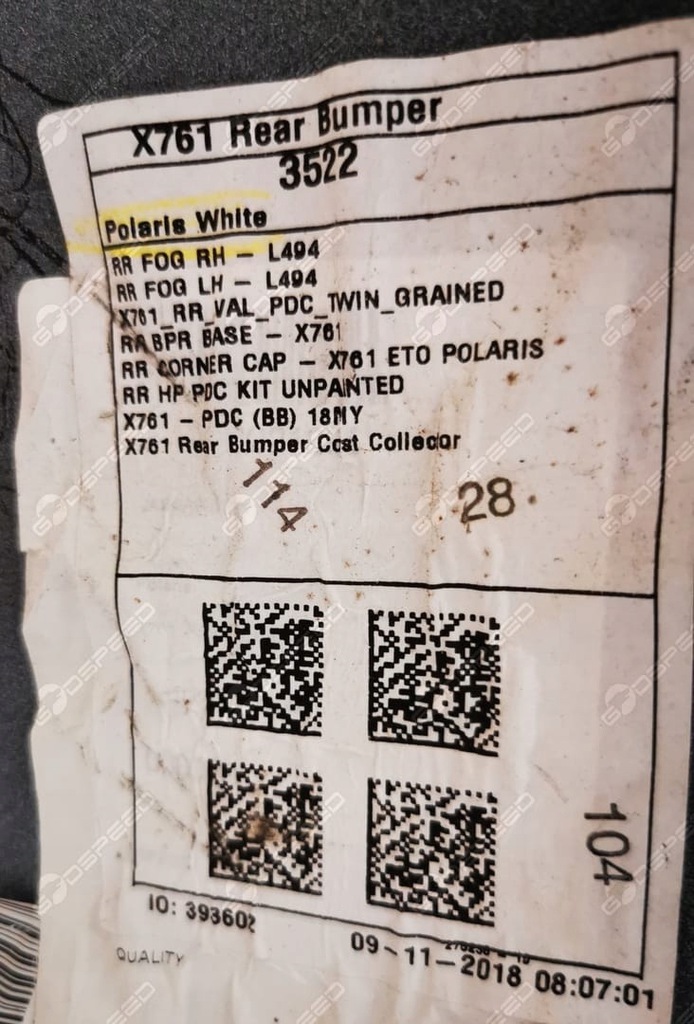 X761 Rear Bumper
3522
Polaris White
RR FOG RH - L494
RR FOG LH - L494
X761_RR_VAL_PDC_TWIN_GRAINED
RR BPR BASE - X761
RR CORNER CAP - X761 ETO POLARIS
RR HP PDC KIT UNPAINTED
X761 - PDC (BB) 18MY
X761 Rear Bumper Cost Collecor
114
28
104
ID: 393602
09-11-2018 08:07:01
QUALITY
GODSPEED